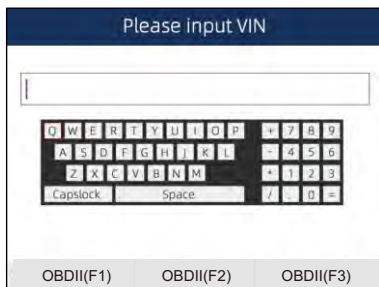 Please input VIN
Q W E R T Y U I O P + 7 8 9
A S D F G H J K L - 4 5 6
Z X C V B N M * 1 2 3
Capslock Space / . 0 =
OBDII(F1) OBDII(F2) OBDII(F3)